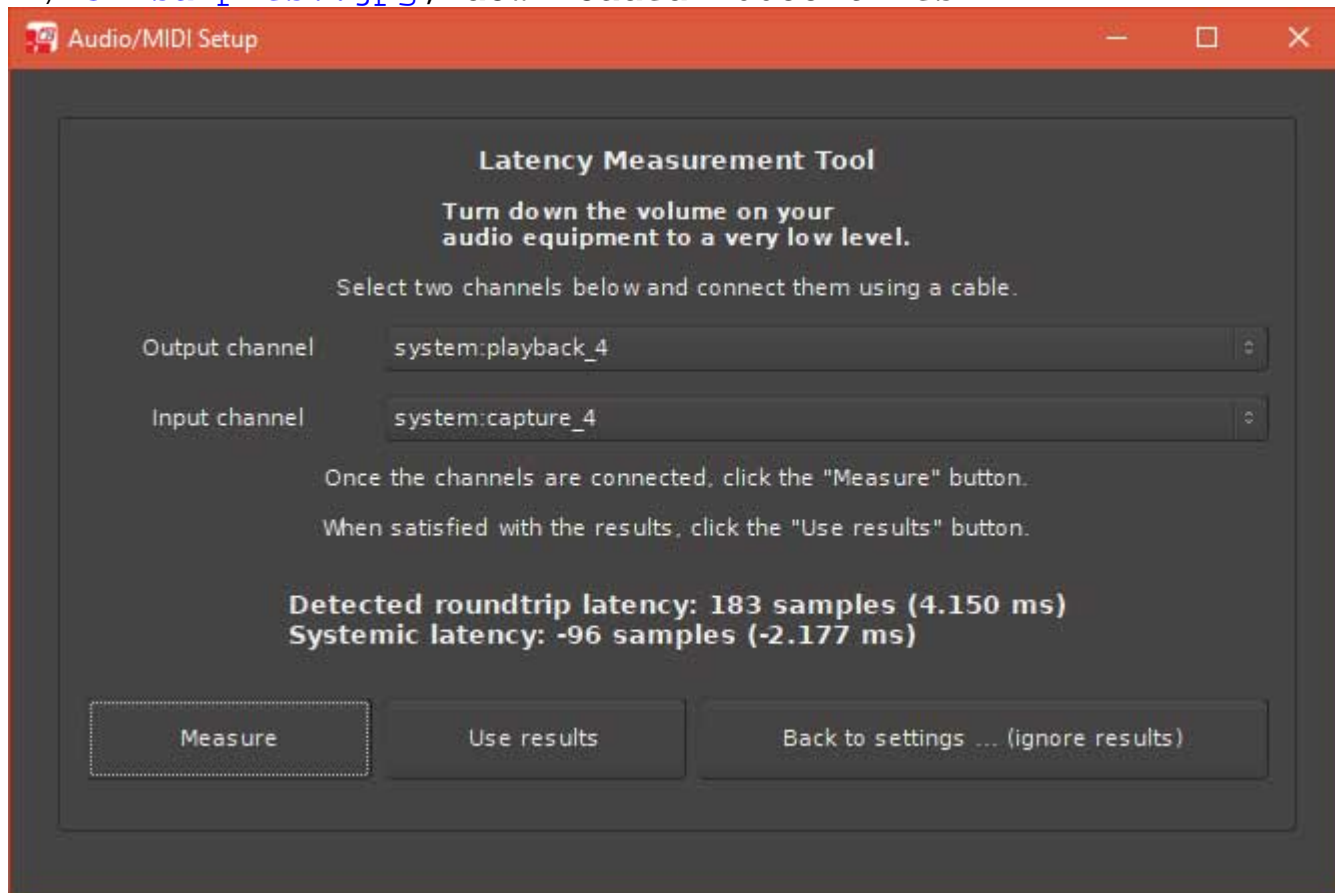 Audio/MIDI Setup
Latency Measurement Tool
Turn down the volume on your
audio equipment to a very low level.
Select two channels below and connect them using a cable.
Output channel system:playback_4
Input channel system:capture_4
Once the channels are connected, click the "Measure" button.
When satisfied with the results, click the "Use results" button.
Detected roundtrip latency: 183 samples (4.150 ms)
Systemic latency: -96 samples (-2.177 ms)
Measure Use results Back to settings ... (ignore results)